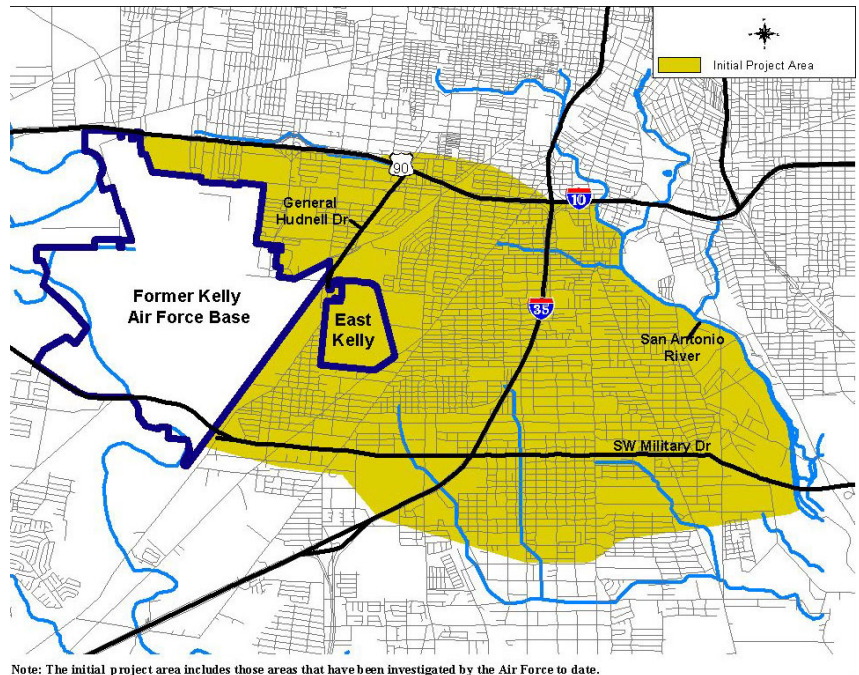 Initial Project Area
90
General
Hudnell Dr
10
Former Kelly
Air Force Base
East
Kelly
35
San Antonio
River
SW Military Dr
Note: The initial project area includes those areas that have been investigated by the Air Force to date.